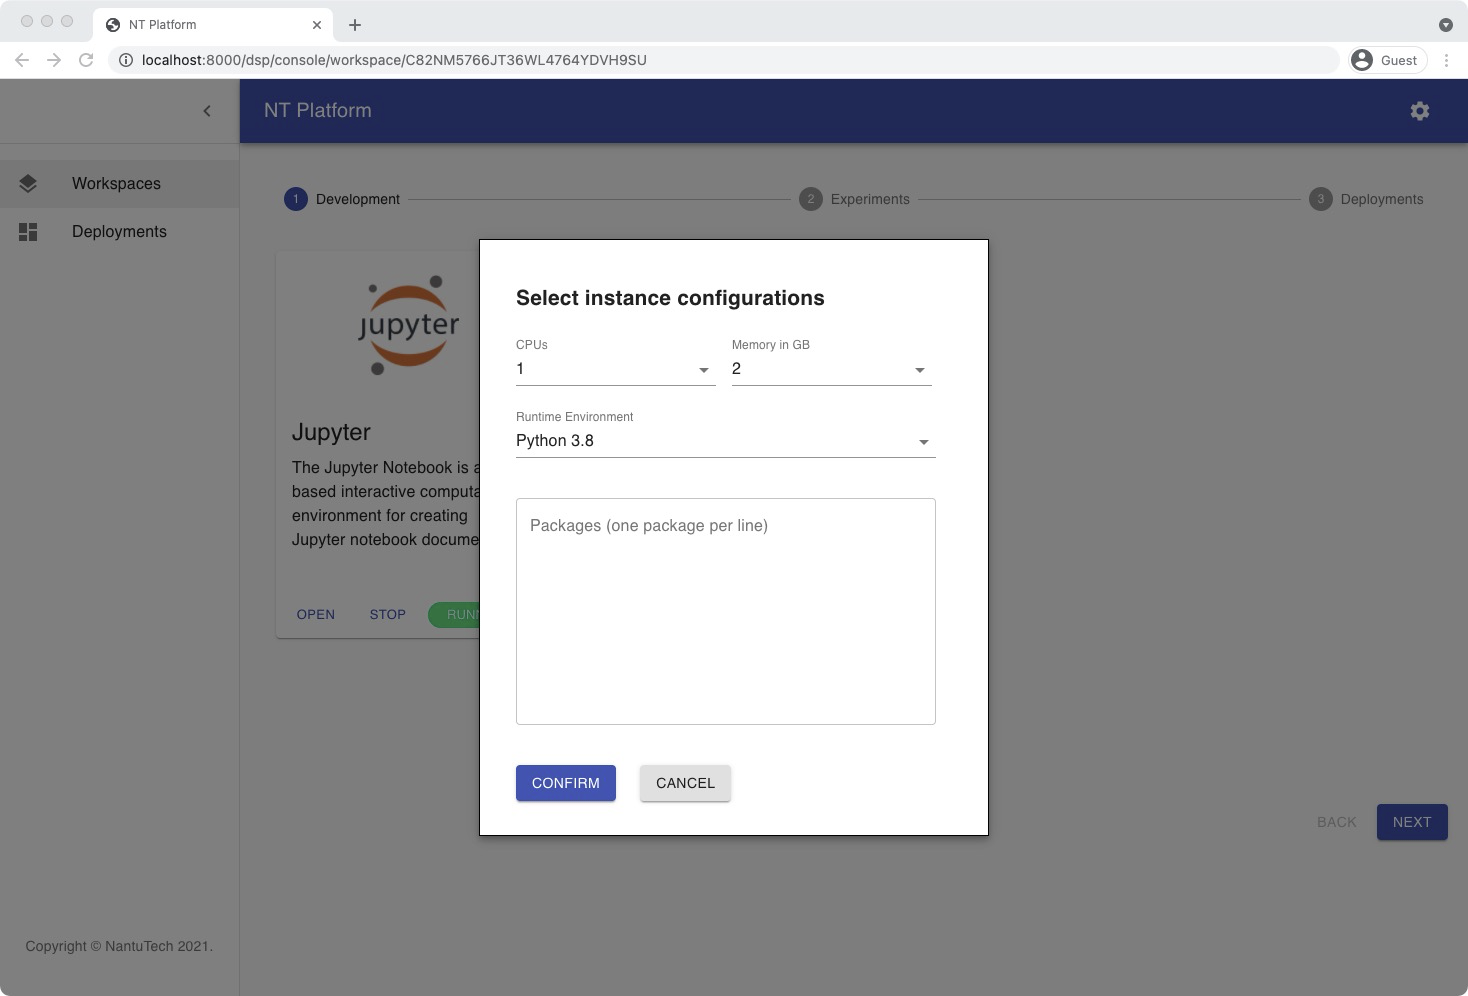 NT Platform
localhost:8000/dsp/console/workspace/C82NM5766JT36WL4764YDVH9SU
Guest
NT Platform
Workspaces
Deployments
1 Development
2 Experiments
3 Deployments
jupyter
Jupyter
The Jupyter Notebook is
based interactive
environment for creating
Jupyter notebook
OPEN
STOP
Select instance configurations
CPUs
1
Memory in GB
2
Runtime Environment
Python 3.8
Packages (one package per line)
CONFIRM
CANCEL
BACK
NEXT
Copyright © NantuTech 2021.